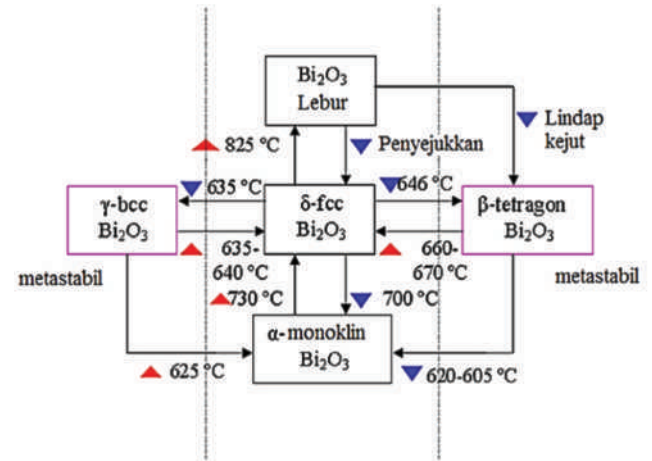 Bi₂O₃
Lebur
Lindap
kejut
825 °C
Penyejukkan
635 °C
646 °C
γ-bcc
Bi₂O₃
δ-fcc
Bi₂O₃
β-tetragon
Bi₂O₃
metastabil
635-
640 °C
660-
670 °C
metastabil
730 °C
700 °C
α-monoklin
Bi₂O₃
625 °C
620-605 °C